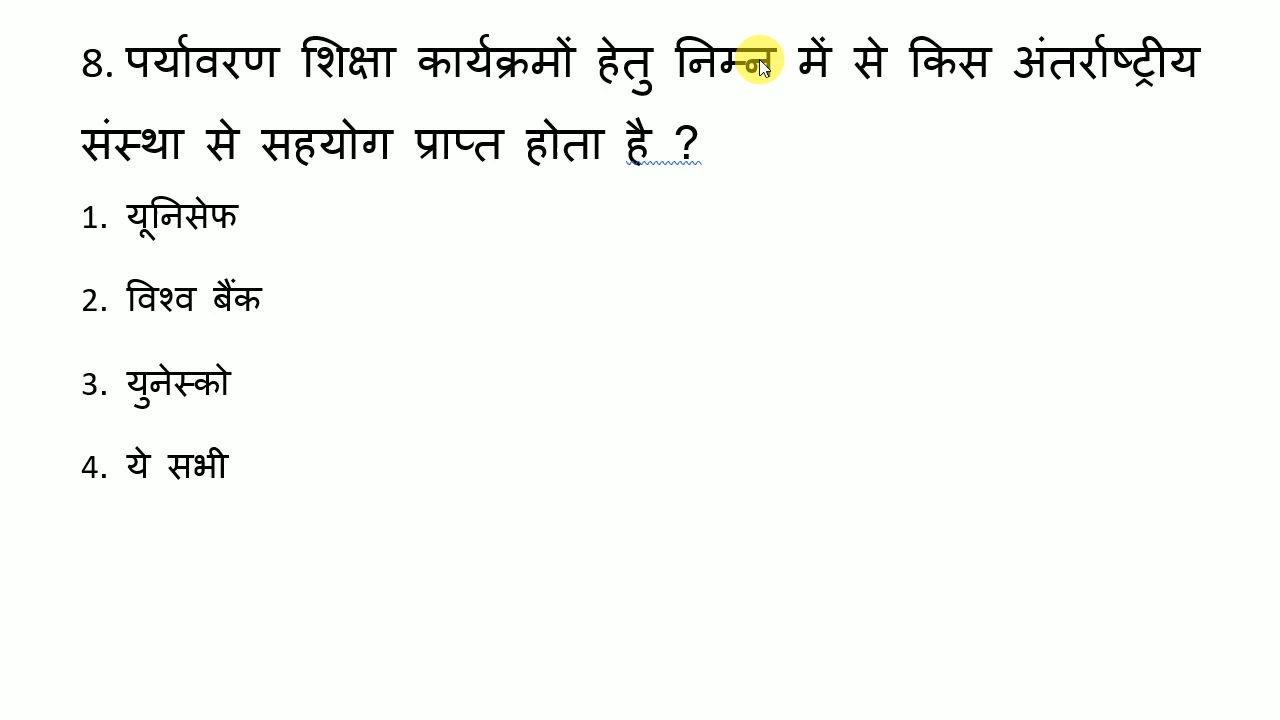 8. पर्यावरण शिक्षा कार्यक्रमों हेतु निम्न में से किस अंतर्राष्ट्रीय
संस्था से सहयोग प्राप्त होता है ?
1. यूनिसेफ
2. विश्व बैंक
3. युनेस्को
4. ये सभी